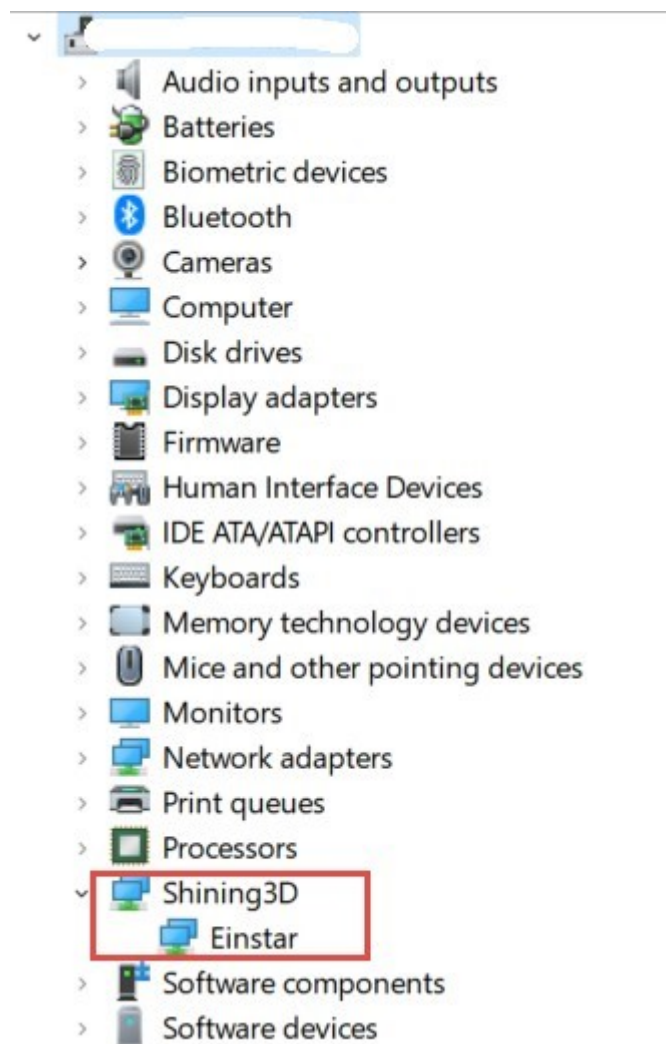 Audio inputs and outputs
Batteries
Biometric devices
Bluetooth
Cameras
Computer
Disk drives
Display adapters
Firmware
Human Interface Devices
IDE ATA/ATAPI controllers
Keyboards
Memory technology devices
Mice and other pointing devices
Monitors
Network adapters
Print queues
Processors
Shining3D
Einstar
Software components
Software devices